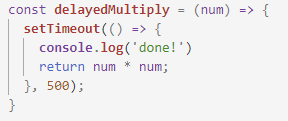 const delayedMultiply = (num) => {
  setTimeout(() => {
    console.log('done!')
    return num * num;
  }, 500);
}